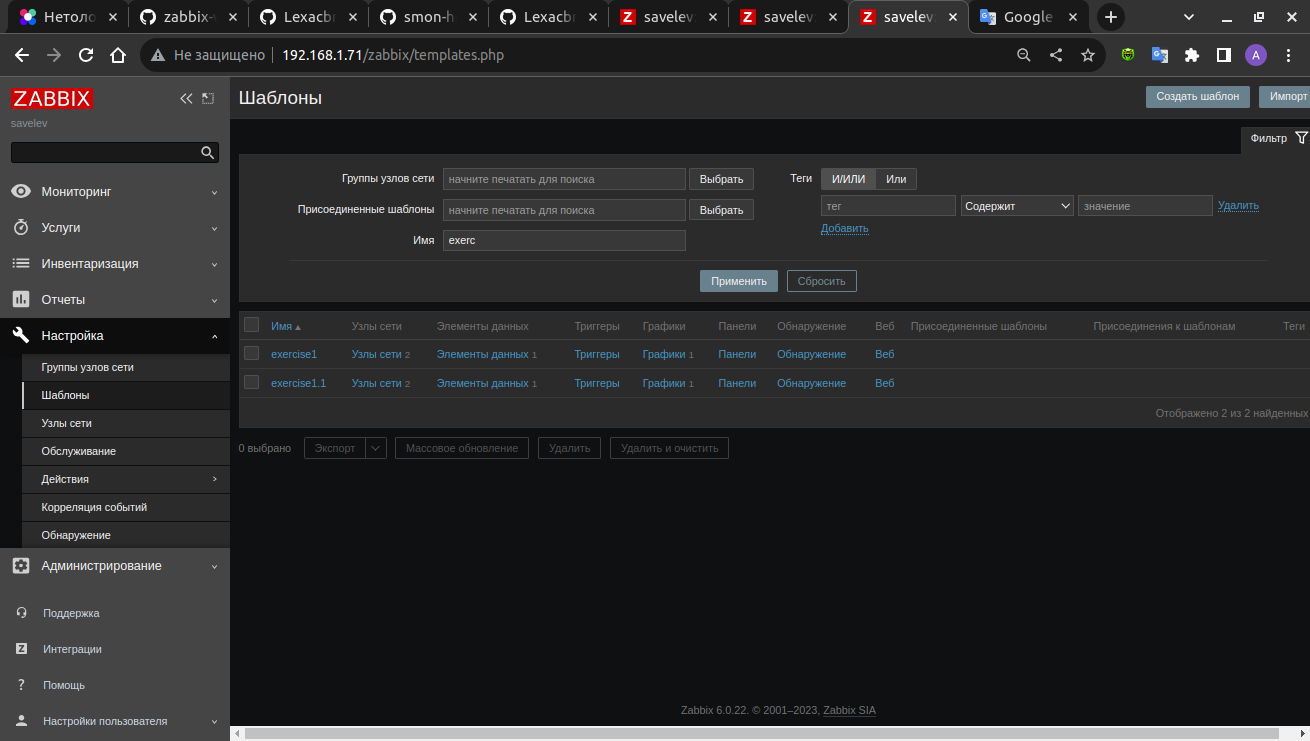 Нетоло
zabbix-
Lexacbr
smon-h
Lexacbr
savelev
savelev
savelev
Google
Не защищено 192.168.1.71/zabbix/templates.php
A
ZABBIX
savelev
Мониторинг
Услуги
Инвентаризация
Отчеты
Настройка
Группы узлов сети
Шаблоны
Узлы сети
Обслуживание
Действия
Корреляция событий
Обнаружение
Администрирование
Поддержка
Интеграции
Помощь
Настройки пользователя
Шаблоны
Создать шаблон Импорт
Фильтр
Группы узлов сети начните печатать для поиска Выбрать
Присоединенные шаблоны начните печатать для поиска Выбрать
Имя exerc
Теги И/ИЛИ Или
тег Содержит значение Удалить
Добавить
Применить Сбросить
Имя Узлы сети Элементы данных Триггеры Графики Панели Обнаружение Веб Присоединенные шаблоны Присоединения к шаблонам Теги
exercise1 Узлы сети 2 Элементы данных 1 Триггеры Графики 1 Панели Обнаружение Веб
exercise1.1 Узлы сети 2 Элементы данных 1 Триггеры Графики 1 Панели Обнаружение Веб
Отображено 2 из 2 найденных
0 выбрано Экспорт Массовое обновление Удалить Удалить и очистить
Zabbix 6.0.22. © 2001–2023, Zabbix SIA